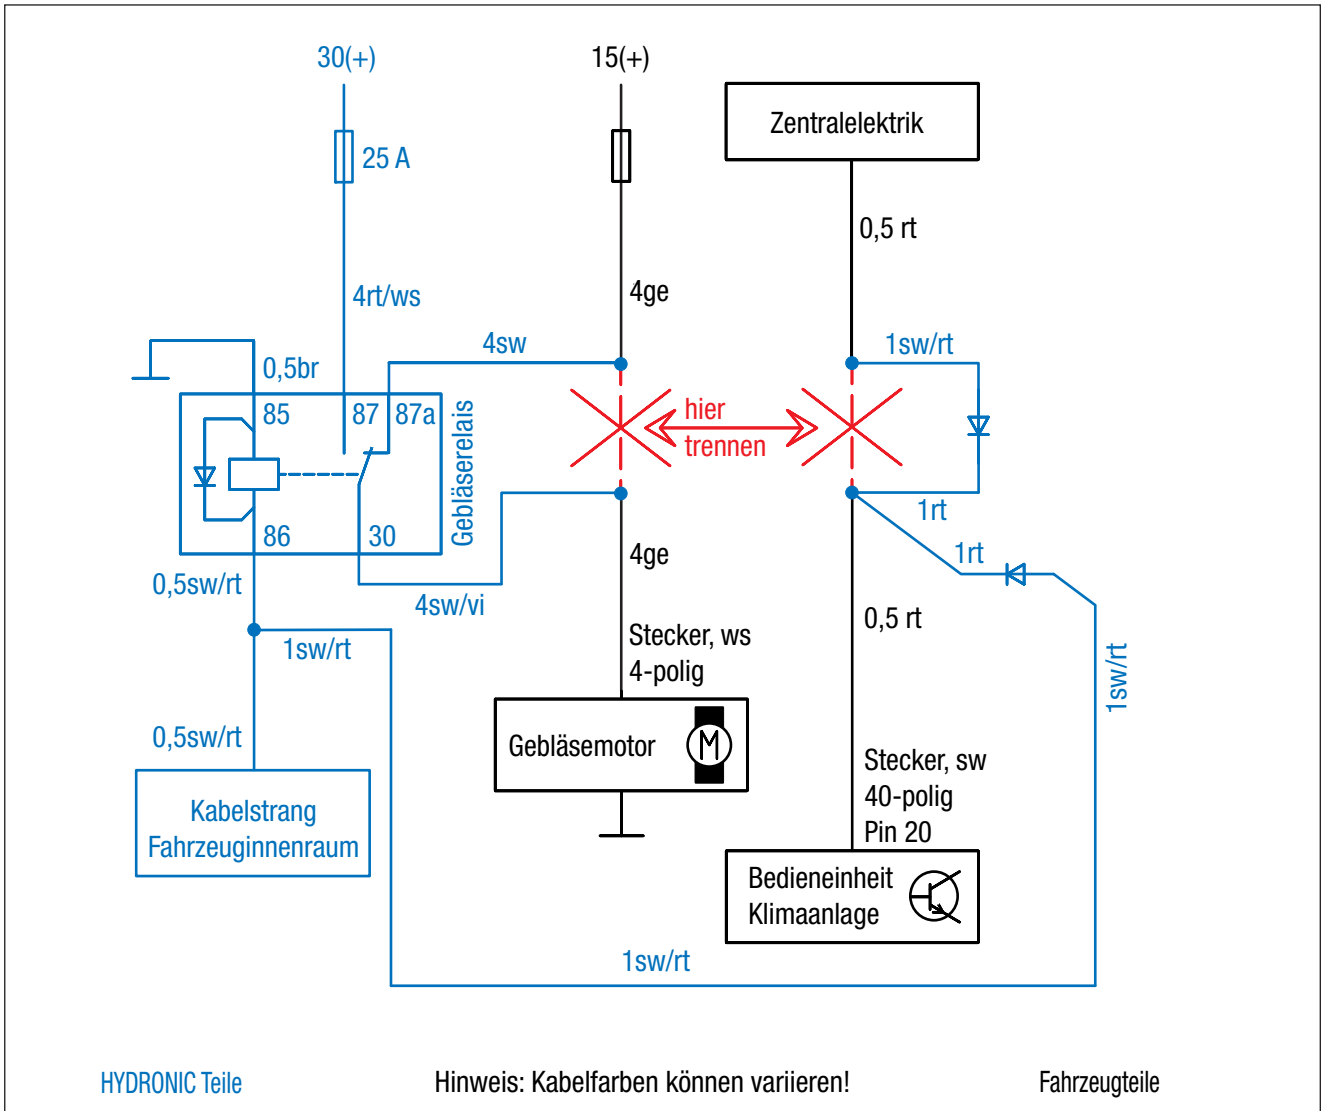 30(+)
15(+)
Zentralelektrik
25 A
0,5 rt
4rt/ws
4ge
4sw
1sw/rt
0,5br
85
87
87a
Gebläserelais
hier
trennen
86
30
1rt
1rt
0,5sw/rt
4sw/vi
4ge
1sw/rt
Stecker, ws
4-polig
0,5 rt
1sw/rt
0,5sw/rt
Gebläsemotor
M
Stecker, sw
40-polig
Pin 20
Kabelstrang
Fahrzeuginnenraum
Bedieneinheit
Klimaanlage
1sw/rt
HYDRONIC Teile
Hinweis: Kabelfarben können variieren!
Fahrzeugteile